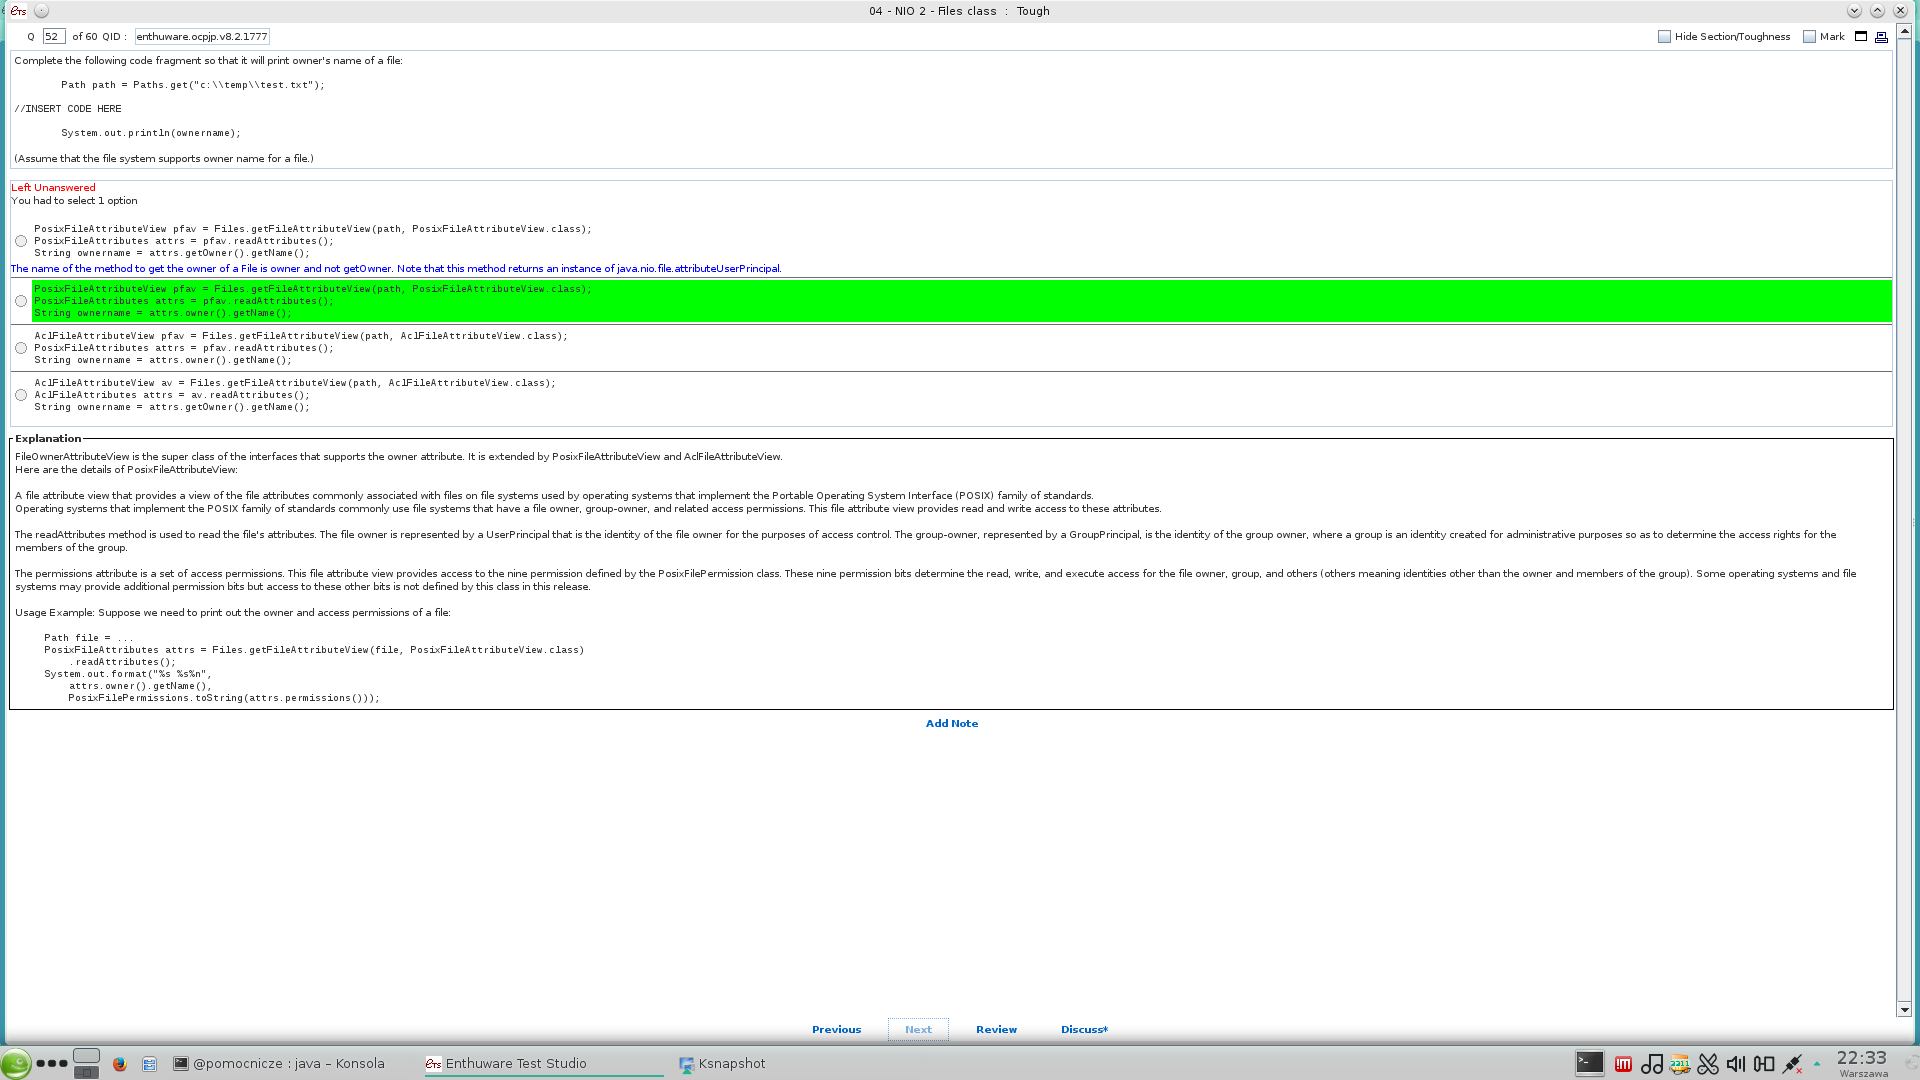 ETS
04 - NIO 2 - Files class  :  Tough
Q 52 of 60 QID : enthuware.ocpjp.v8.2.1777
Hide Section/Toughness Mark
Complete the following code fragment so that it will print owner's name of a file:
Path path = Paths.get("c:\\temp\\test.txt");
//INSERT CODE HERE
System.out.println(ownername);
(Assume that the file system supports owner name for a file.)
Left Unanswered
You had to select 1 option
PosixFileAttributeView pfav = Files.getFileAttributeView(path, PosixFileAttributeView.class);
PosixFileAttributes attrs = pfav.readAttributes();
String ownername = attrs.getOwner().getName();
The name of the method to get the owner of a File is owner and not getOwner. Note that this method returns an instance of java.nio.file.attributeUserPrincipal.
PosixFileAttributeView pfav = Files.getFileAttributeView(path, PosixFileAttributeView.class);
PosixFileAttributes attrs = pfav.readAttributes();
String ownername = attrs.owner().getName();
AclFileAttributeView pfav = Files.getFileAttributeView(path, AclFileAttributeView.class);
PosixFileAttributes attrs = pfav.readAttributes();
String ownername = attrs.owner().getName();
AclFileAttributeView av = Files.getFileAttributeView(path, AclFileAttributeView.class);
AclFileAttributes attrs = av.readAttributes();
String ownername = attrs.getOwner().getName();
Explanation
FileOwnerAttributeView is the super class of the interfaces that supports the owner attribute. It is extended by PosixFileAttributeView and AclFileAttributeView.
Here are the details of PosixFileAttributeView:
A file attribute view that provides a view of the file attributes commonly associated with files on file systems used by operating systems that implement the Portable Operating System Interface (POSIX) family of standards.
Operating systems that implement the POSIX family of standards commonly use file systems that have a file owner, group-owner, and related access permissions. This file attribute view provides read and write access to these attributes.
The readAttributes method is used to read the file's attributes. The file owner is represented by a UserPrincipal that is the identity of the file owner for the purposes of access control. The group-owner, represented by a GroupPrincipal, is the identity of the group owner, where a group is an identity created for administrative purposes so as to determine the access rights for the
members of the group.
The permissions attribute is a set of access permissions. This file attribute view provides access to the nine permission defined by the PosixFilePermission class. These nine permission bits determine the read, write, and execute access for the file owner, group, and others (others meaning identities other than the owner and members of the group). Some operating systems and file
systems may provide additional permission bits but access to these other bits is not defined by this class in this release.
Usage Example: Suppose we need to print out the owner and access permissions of a file:
Path file = ...
PosixFileAttributes attrs = Files.getFileAttributeView(file, PosixFileAttributeView.class)
.readAttributes();
System.out.format("%s %s%n",
attrs.owner().getName(),
PosixFilePermissions.toString(attrs.permissions()));
Add Note
Previous Next Review Discuss*
@pomocnicze : java – Konsola ETS Enthuware Test Studio Ksnapshot 22:33
Warszawa